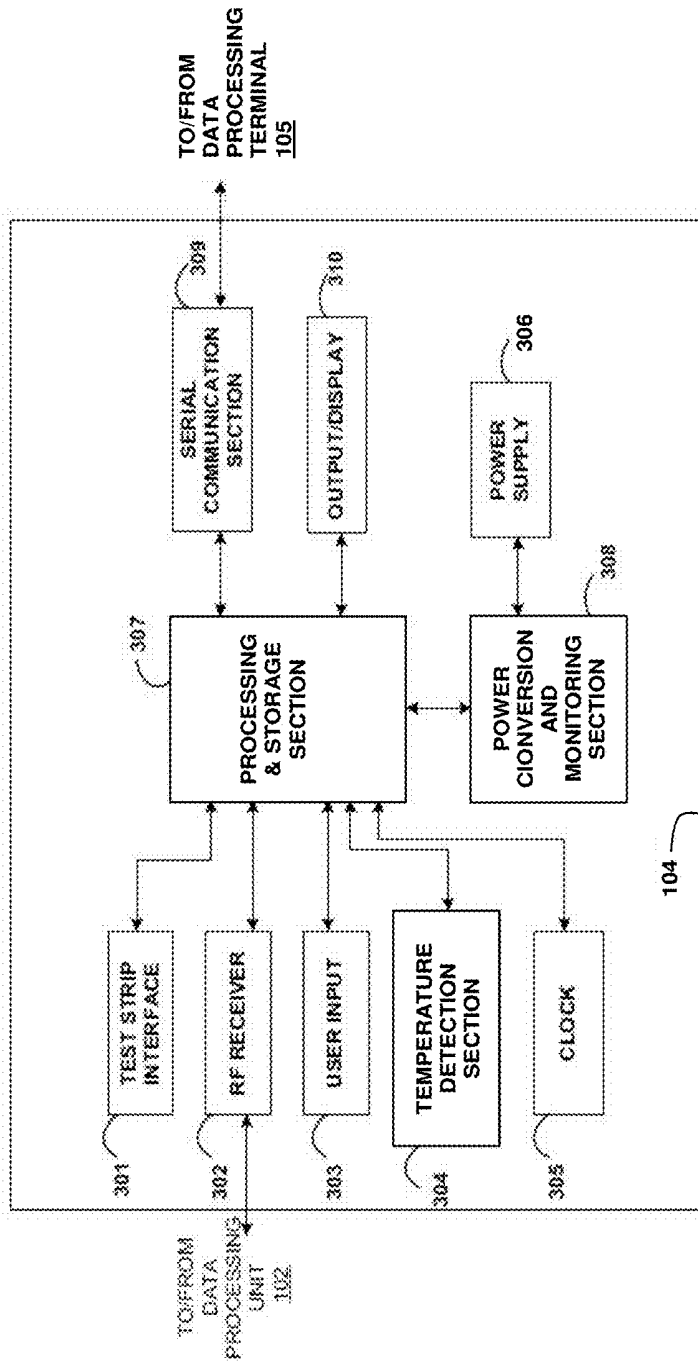 TO/FROM
DATA
PROCESSING
UNIT
102
301
TEST STRIP
INTERFACE
302
RF RECEIVER
303
USER INPUT
304
TEMPERATURE
DETECTION
SECTION
305
CLOCK
307
PROCESSING
& STORAGE
SECTION
308
POWER
CIONVERSION
AND
MONITORING
SECTION
309
SERIAL
COMMUNICATION
SECTION
310
OUTPUT/DISPLAY
306
POWER
SUPPLY
TO/FROM
DATA
PROCESSING
TERMINAL
105
104